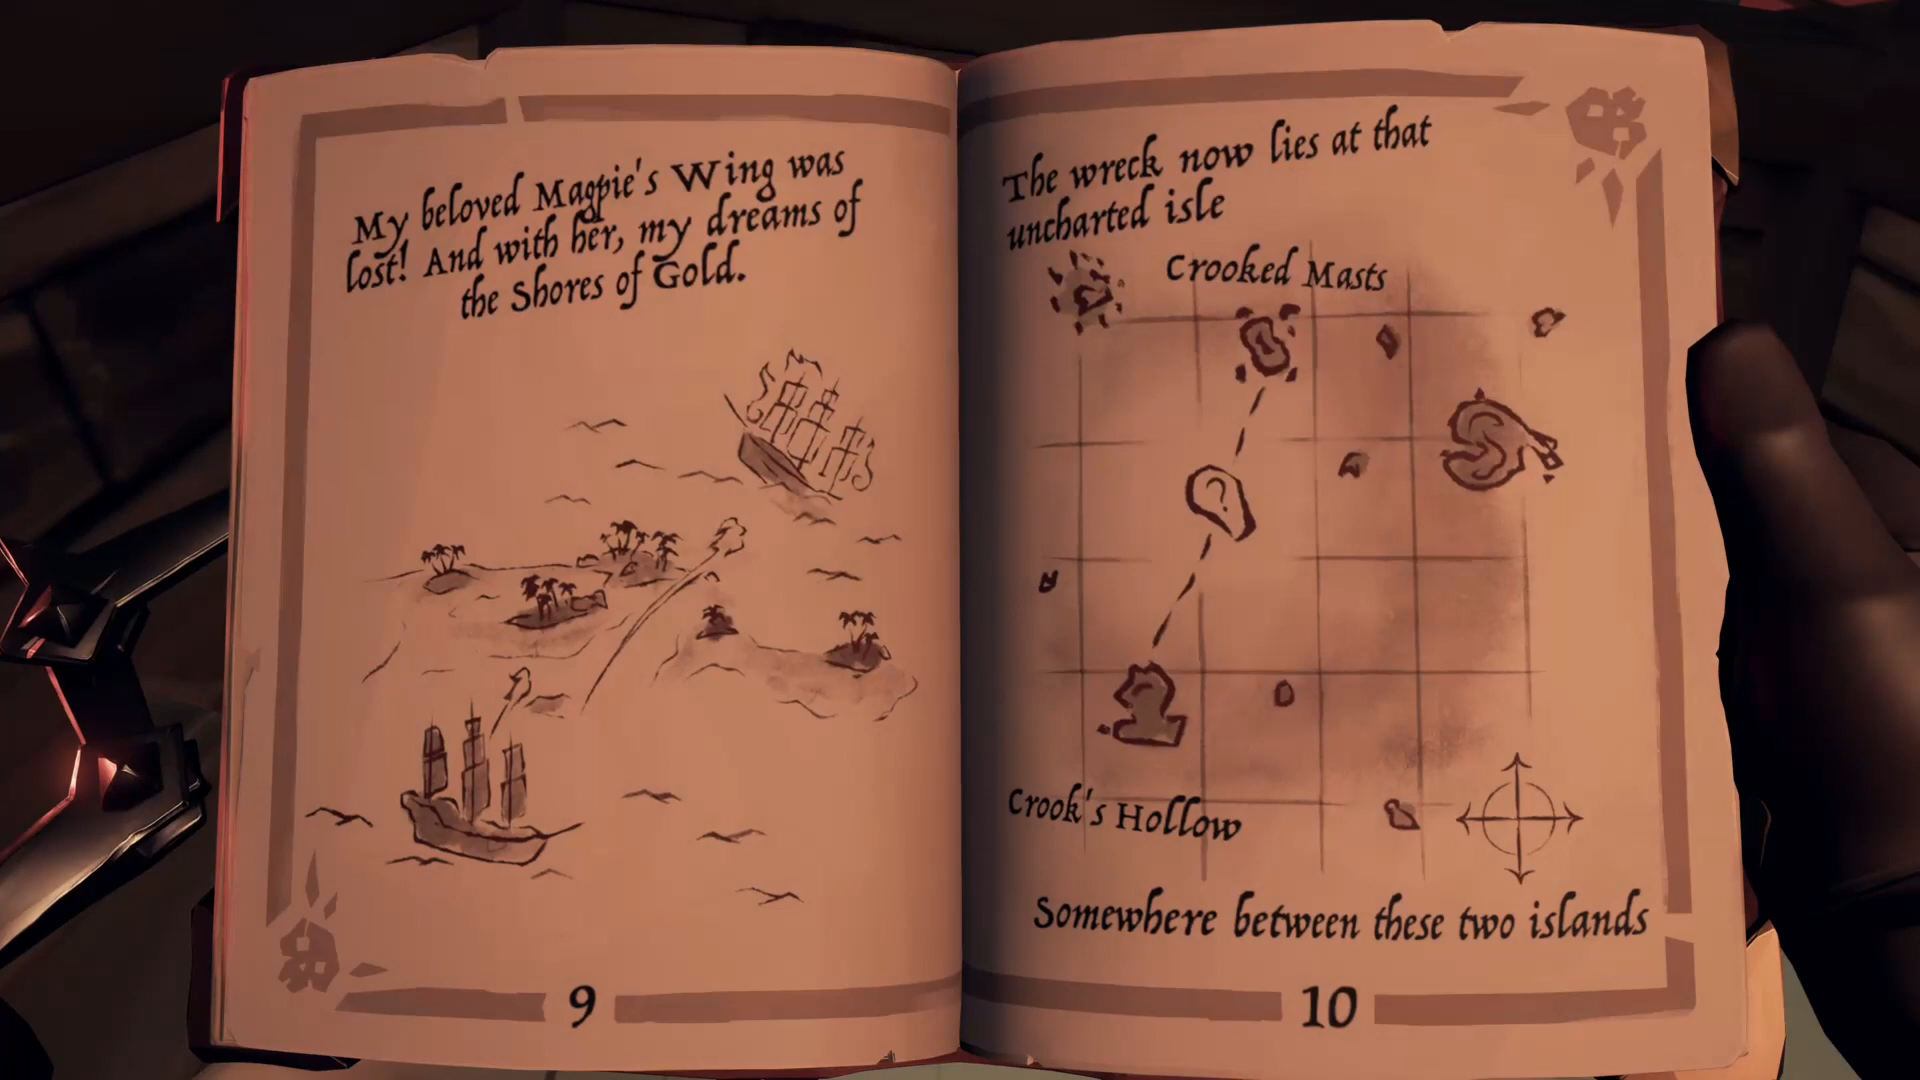 My beloved Magpie's Wing was
lost! And with her, my dreams of
the Shores of Gold.
9
The wreck now lies at that
uncharted isle
Crooked Masts
?
Crook's Hollow
Somewhere between these two islands
10